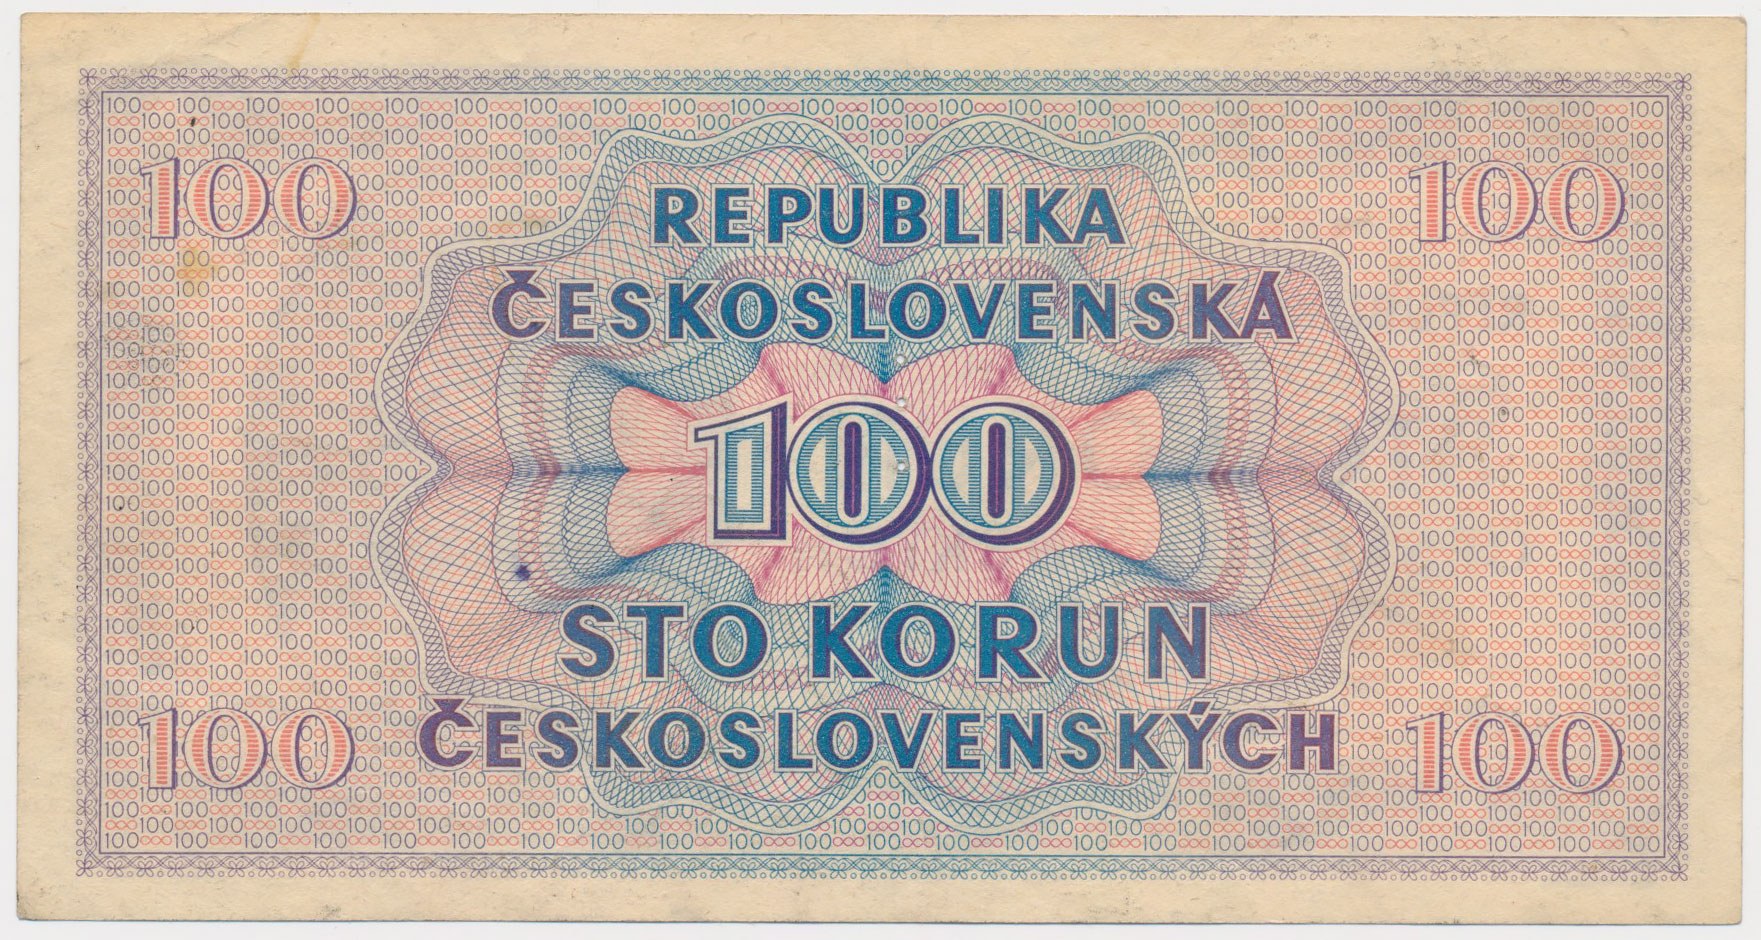 100 100
REPUBLIKA
ČESKOSLOVENSKÁ
100
STO KORUN
ČESKOSLOVENSKÝCH
100 100